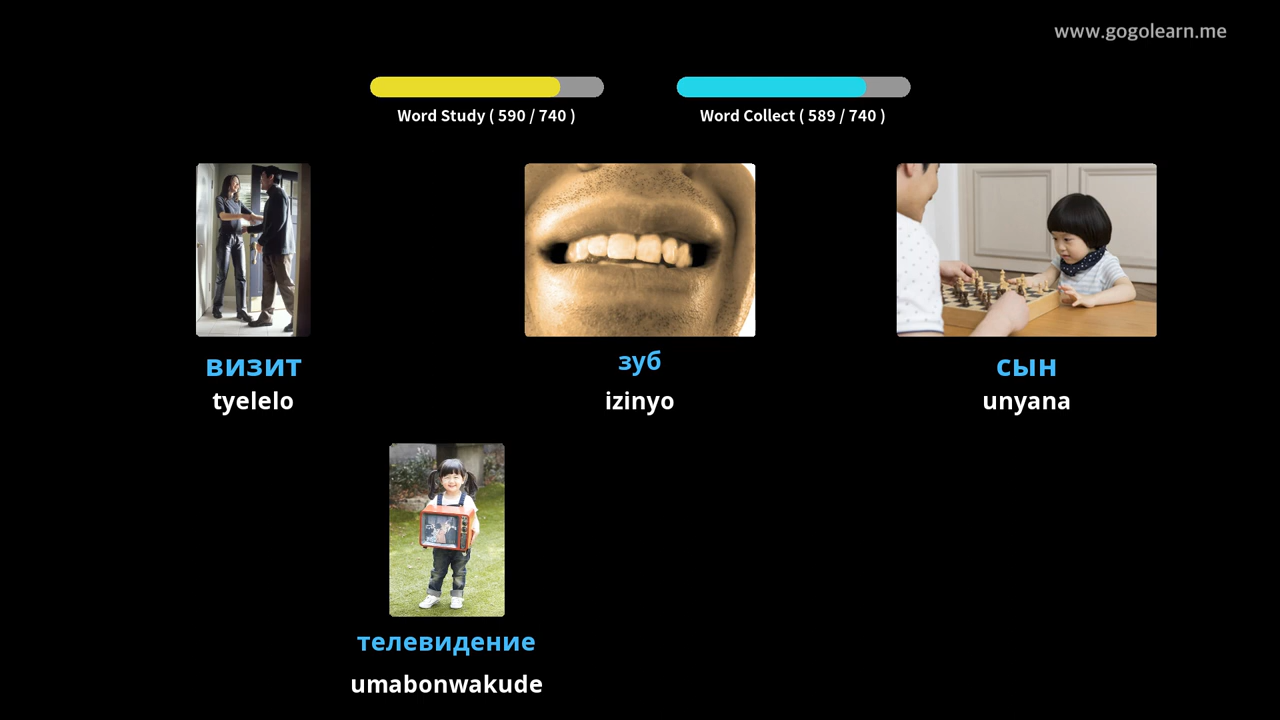 www.gogolearn.me
Word Study ( 590 / 740 )
Word Collect ( 589 / 740 )
визит
tyelelo
зуб
izinyo
сын
unyana
телевидение
umabonwakude